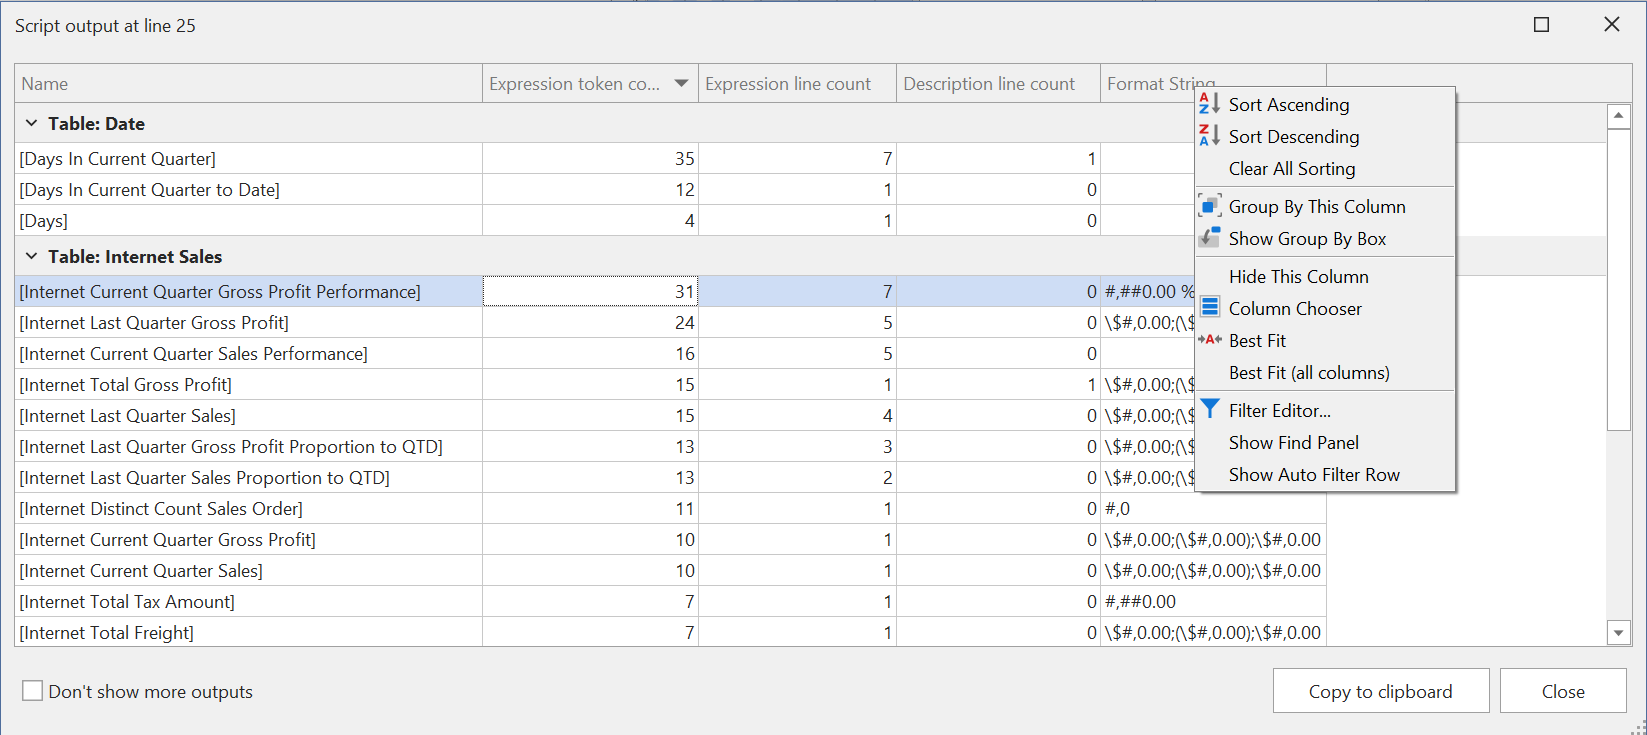 Script output at line 25
Name Expression token co... Expression line count Description line count Format String
Table: Date
[Days In Current Quarter] 35 7 1
[Days In Current Quarter to Date] 12 1 0
[Days] 4 1 0
Table: Internet Sales
[Internet Current Quarter Gross Profit Performance] 31 7 0 #,##0.00 %
[Internet Last Quarter Gross Profit] 24 5 0 \$#,0.00;(\$
[Internet Current Quarter Sales Performance] 16 5 0
[Internet Total Gross Profit] 15 1 1 \$#,0.00;(\$
[Internet Last Quarter Sales] 15 4 0 \$#,0.00;(\$
[Internet Last Quarter Gross Profit Proportion to QTD] 13 3 0 \$#,0.00;(\$
[Internet Last Quarter Sales Proportion to QTD] 13 2 0 \$#,0.00;(\$
[Internet Distinct Count Sales Order] 11 1 0 #,0
[Internet Current Quarter Gross Profit] 10 1 0 \$#,0.00;(\$#,0.00);\$#,0.00
[Internet Current Quarter Sales] 10 1 0 \$#,0.00;(\$#,0.00);\$#,0.00
[Internet Total Tax Amount] 7 1 0 #,##0.00
[Internet Total Freight] 7 1 0 \$#,0.00;(\$#,0.00);\$#,0.00
Sort Ascending
Sort Descending
Clear All Sorting
Group By This Column
Show Group By Box
Hide This Column
Column Chooser
Best Fit
Best Fit (all columns)
Filter Editor...
Show Find Panel
Show Auto Filter Row
Don't show more outputs
Copy to clipboard
Close